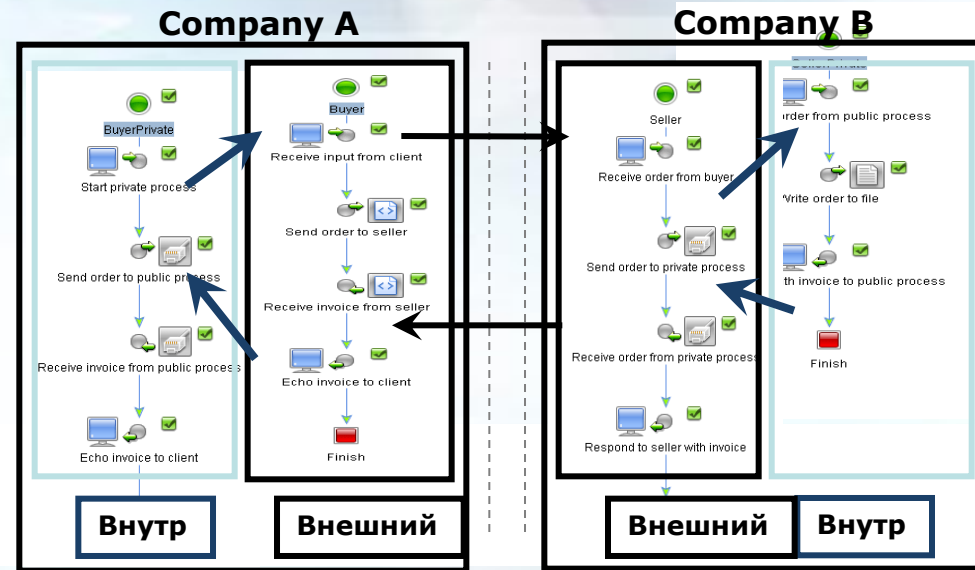 Company A
Company B
BuyerPrivate
Start private process
Send order to public process
Receive invoice from public process
Echo invoice to client
Buyer
Receive input from client
Send order to seller
Receive invoice from seller
Echo invoice to client
Finish
Seller
Receive order from buyer
Send order to private process
Receive order from private process
Respond to seller with invoice
order from public process
Write order to file
th invoice to public process
Finish
Внутр
Внешний
Внешний
Внутр